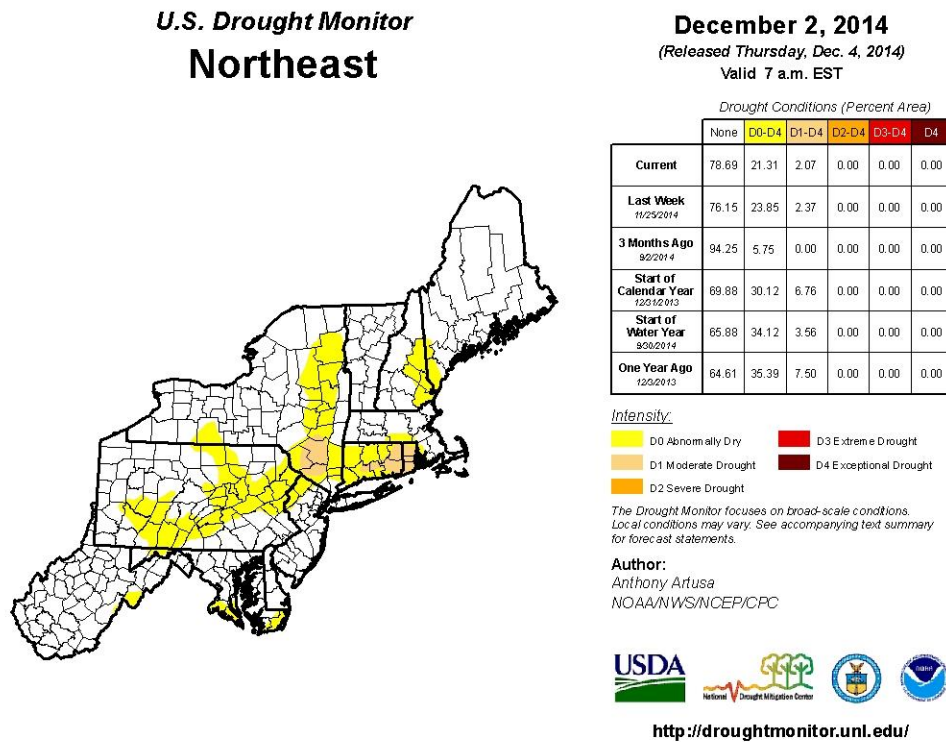 U.S. Drought Monitor
Northeast
December 2, 2014
(Released Thursday, Dec. 4, 2014)
Valid 7 a.m. EST
Drought Conditions (Percent Area)
None D0-D4 D1-D4 D2-D4 D3-D4 D4
Current 78.69 21.31 2.07 0.00 0.00 0.00
Last Week
11/25/2014 76.15 23.85 2.37 0.00 0.00 0.00
3 Months Ago
9/2/2014 94.25 5.75 0.00 0.00 0.00 0.00
Start of
Calendar Year
12/31/2013 69.88 30.12 6.76 0.00 0.00 0.00
Start of
Water Year
9/30/2014 65.88 34.12 3.56 0.00 0.00 0.00
One Year Ago
12/3/2013 64.61 35.39 7.50 0.00 0.00 0.00
Intensity:
D0 Abnormally Dry
D1 Moderate Drought
D2 Severe Drought
D3 Extreme Drought
D4 Exceptional Drought
The Drought Monitor focuses on broad-scale conditions.
Local conditions may vary. See accompanying text summary
for forecast statements.
Author:
Anthony Artusa
NOAA/NWS/NCEP/CPC
USDA
National Drought Mitigation Center
http://droughtmonitor.unl.edu/